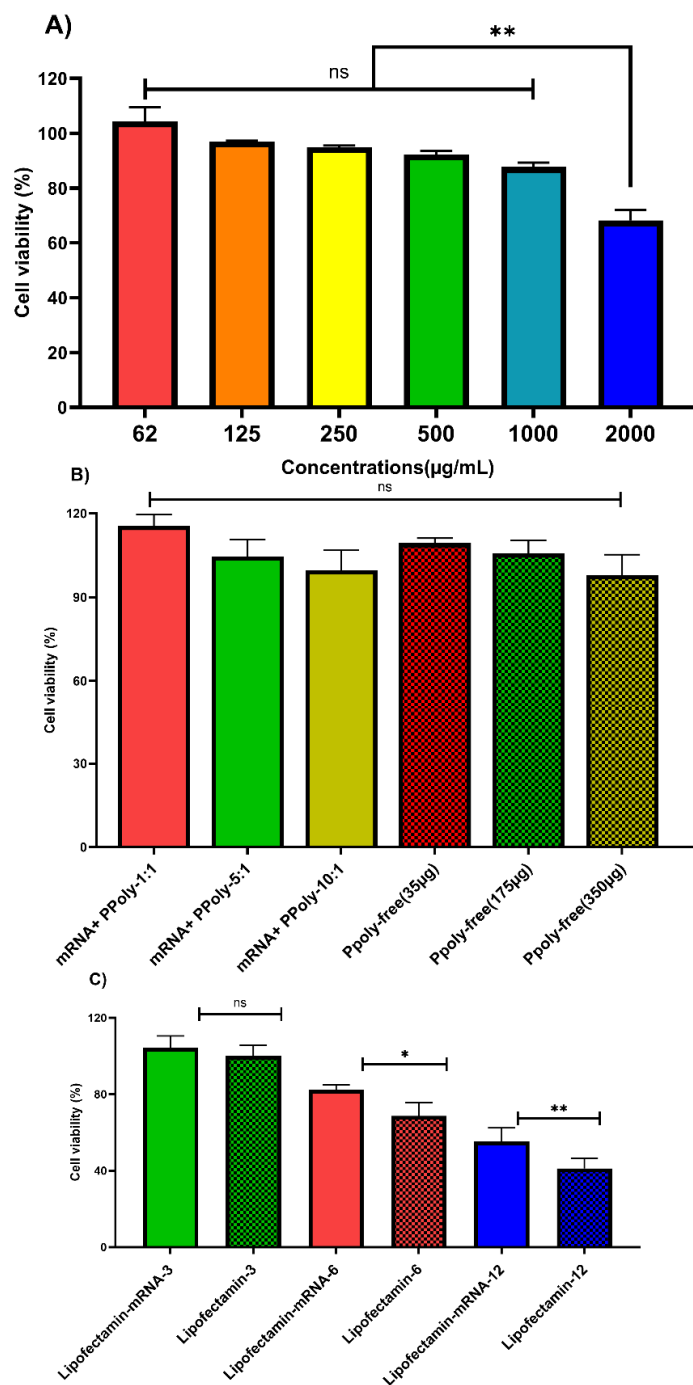 A)
**
ns
120
100
80
60
40
20
0
Cell viability (%)
62 125 250 500 1000 2000
Concentrations(µg/mL)
B)
ns
120
90
60
30
0
Cell viability (%)
mRNA+ PPoly-1:1
mRNA+ PPoly-5:1
mRNA+ PPoly-10:1
Ppoly-free(35µg)
Ppoly-free(175µg)
Ppoly-free(350µg)
C)
ns
*
**
120
80
40
0
Cell viability (%)
Lipofectamin-mRNA-3
Lipofectamin-3
Lipofectamin-mRNA-6
Lipofectamin-6
Lipofectamin-mRNA-12
Lipofectamin-12